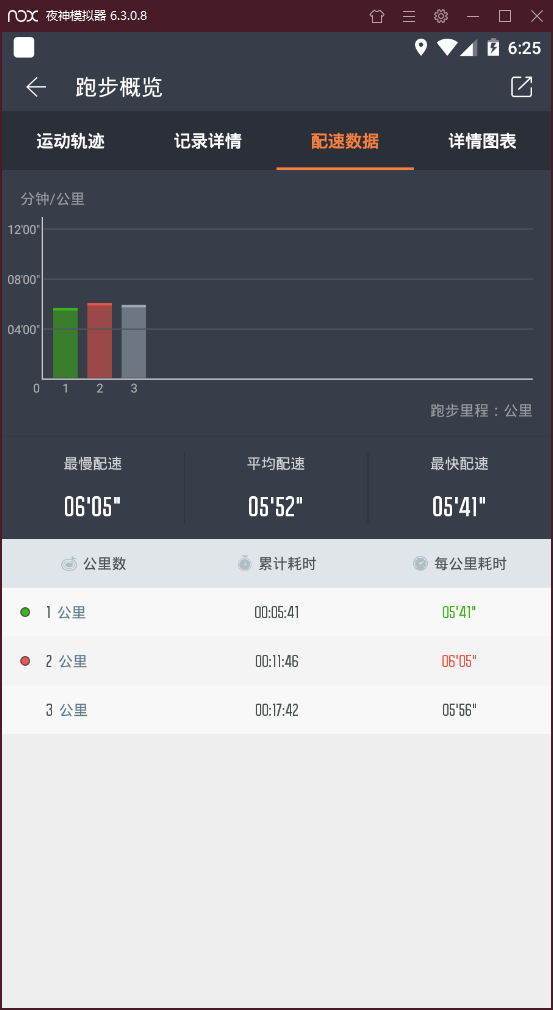 nox 夜神模拟器 6.3.0.8
6:25
跑步概览
运动轨迹 记录详情 配速数据 详情图表
分钟/公里
12'00"
08'00"
04'00"
0 1 2 3
跑步里程：公里
最慢配速 平均配速 最快配速
06'05" 05'52" 05'41"
公里数 累计耗时 每公里耗时
1 公里 00:05:41 05'41"
2 公里 00:11:46 06'05"
3 公里 00:17:42 05'56"